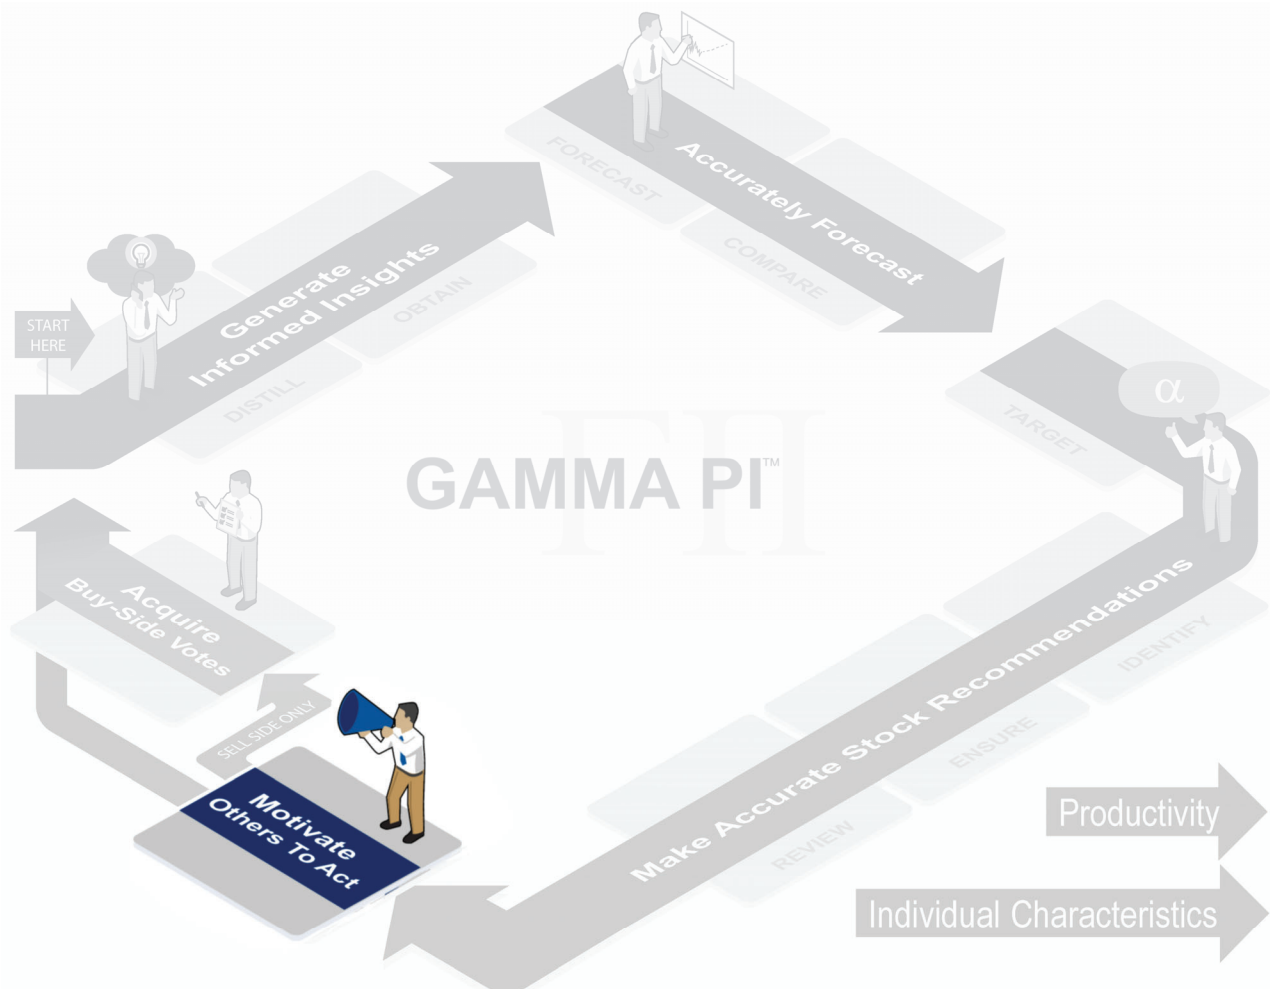 START
HERE
Generate
Informed Insights
DISTILL
OBTAIN
FORECAST
Accurately Forecast
COMPARE
TARGET
α
ΓΠ
GAMMA PI™
Make Accurate Stock Recommendations
IDENTIFY
ENSURE
REVIEW
Motivate
Others To Act
SELL SIDE ONLY
Acquire
Buy-Side Votes
Productivity
Individual Characteristics